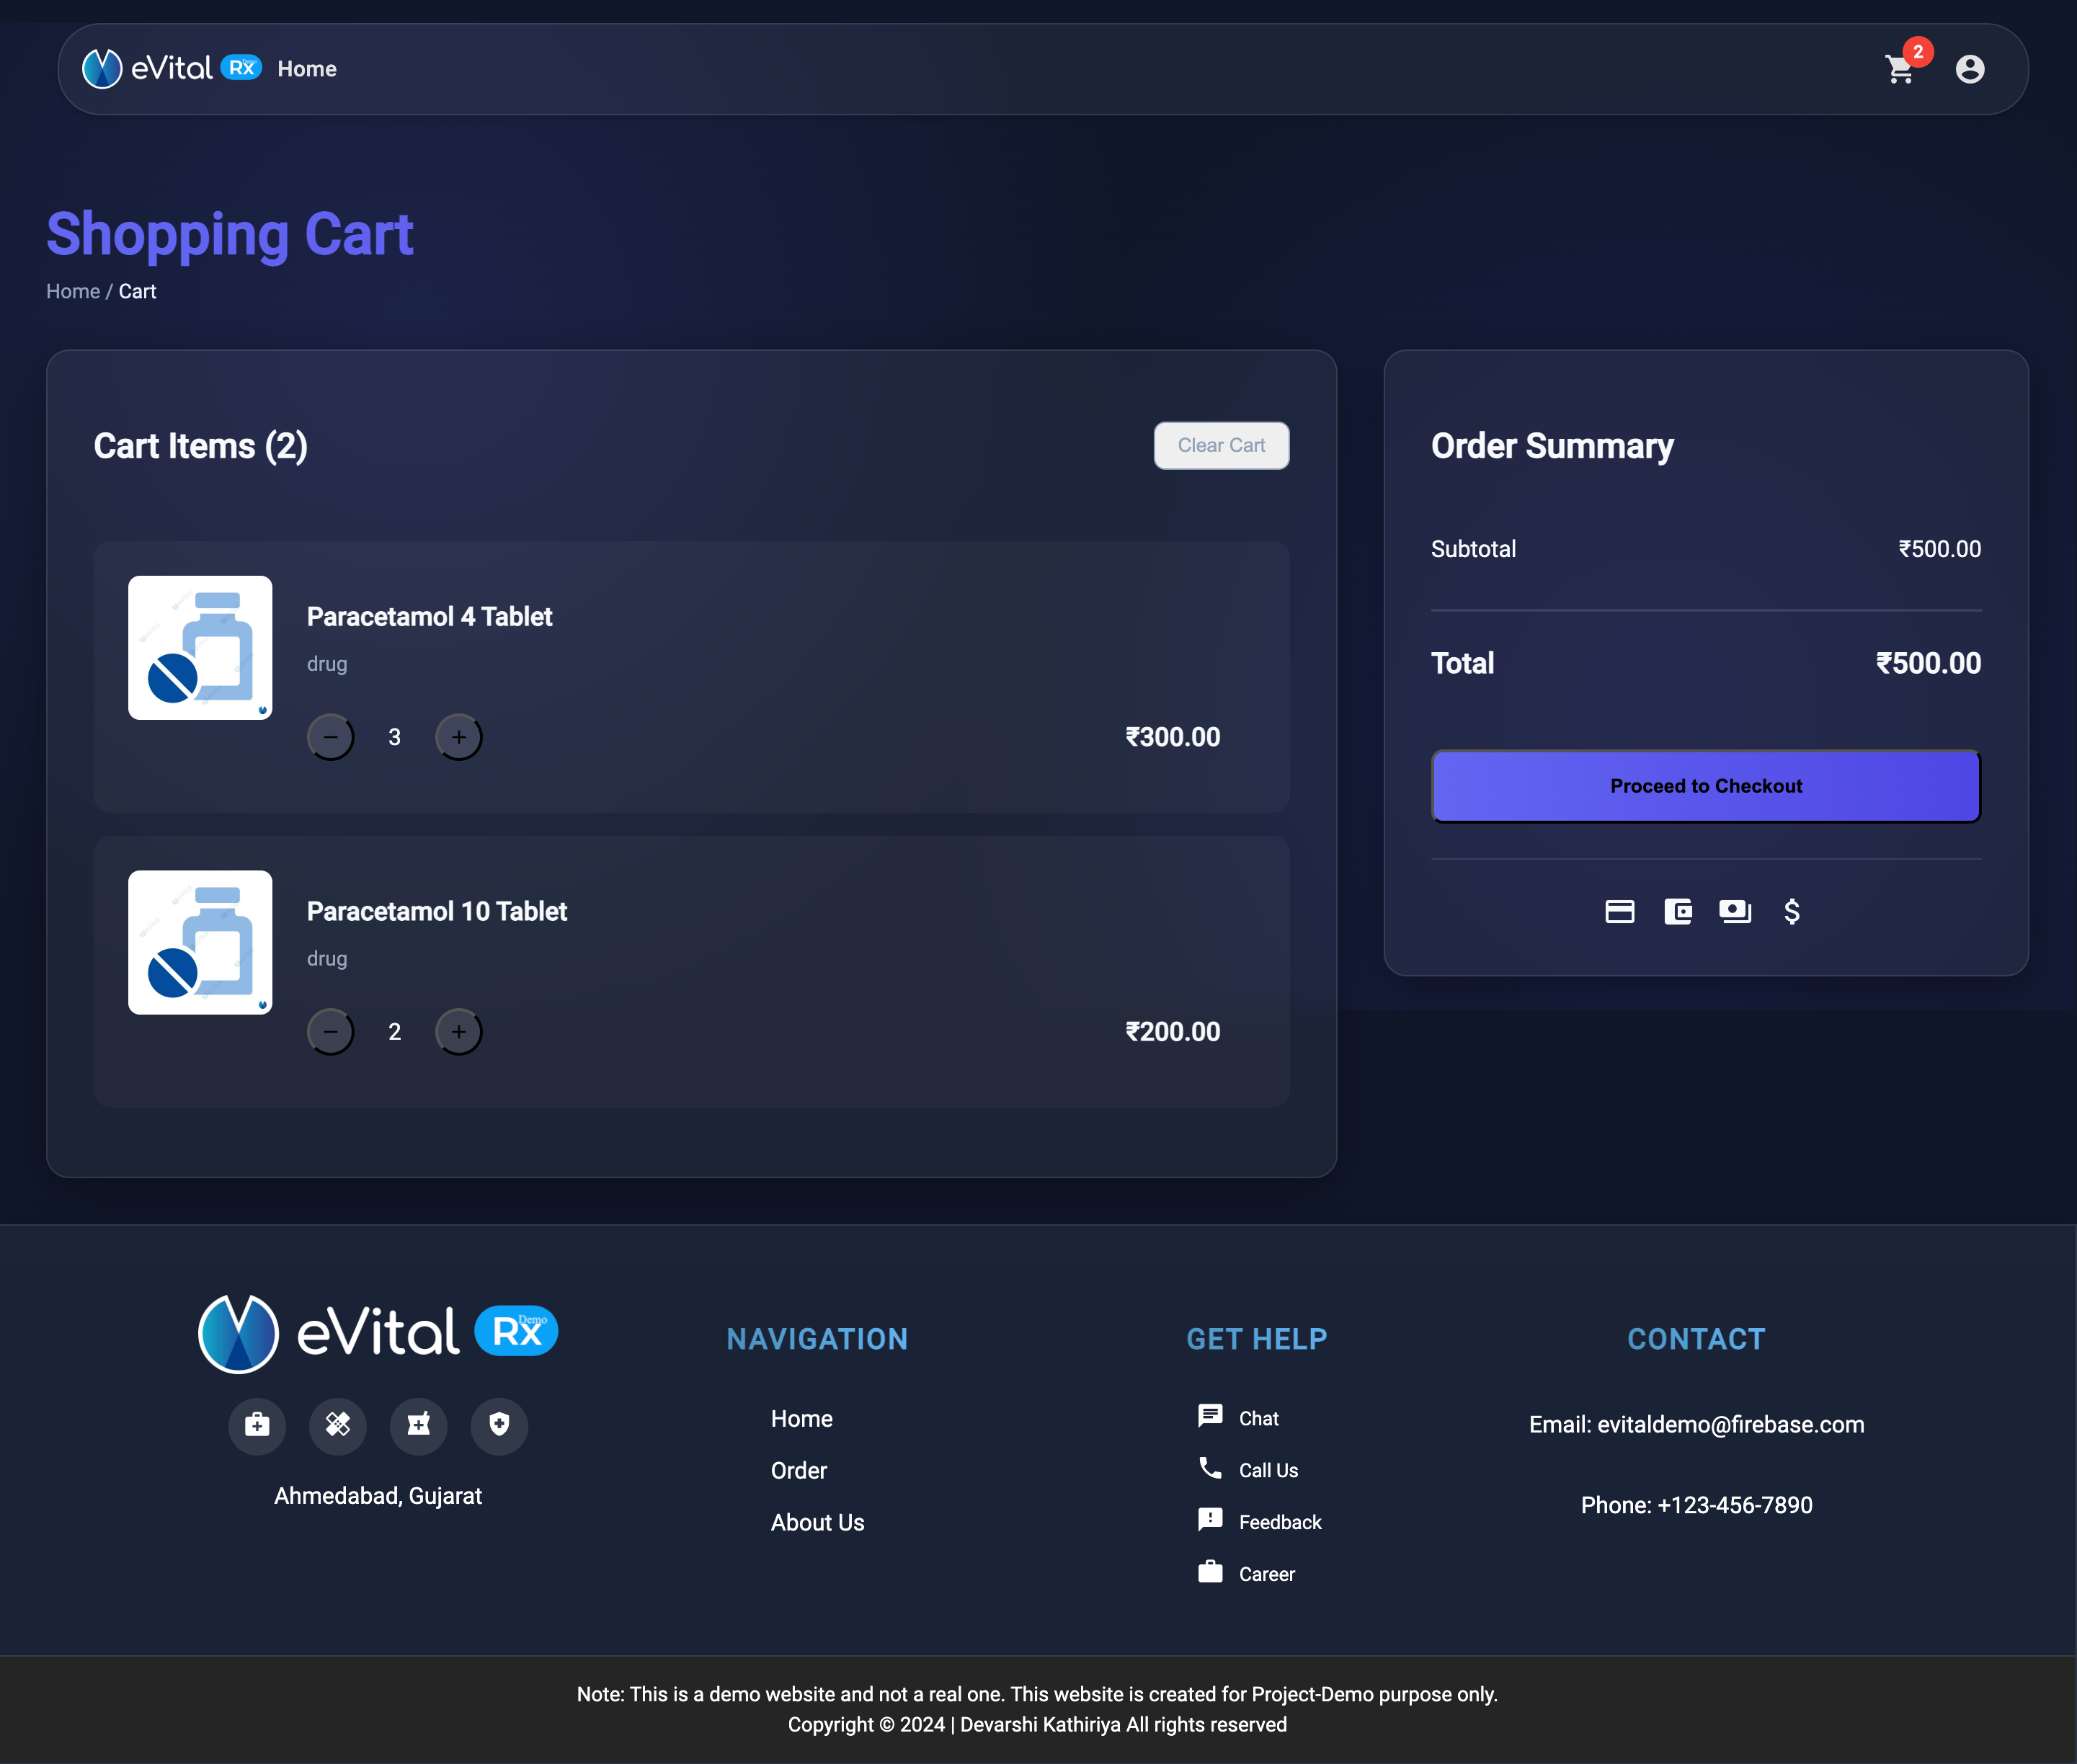 eVital Rx Demo Home 2
Shopping Cart
Home / Cart
Cart Items (2)
Clear Cart
Paracetamol 4 Tablet
drug
3
₹300.00
Paracetamol 10 Tablet
drug
2
₹200.00
Order Summary
Subtotal ₹500.00
Total ₹500.00
Proceed to Checkout
eVital Rx Demo
Ahmedabad, Gujarat
NAVIGATION
Home
Order
About Us
GET HELP
Chat
Call Us
Feedback
Career
CONTACT
Email: evitaldemo@firebase.com
Phone: +123-456-7890
Note: This is a demo website and not a real one. This website is created for Project-Demo purpose only.
Copyright © 2024 | Devarshi Kathiriya All rights reserved